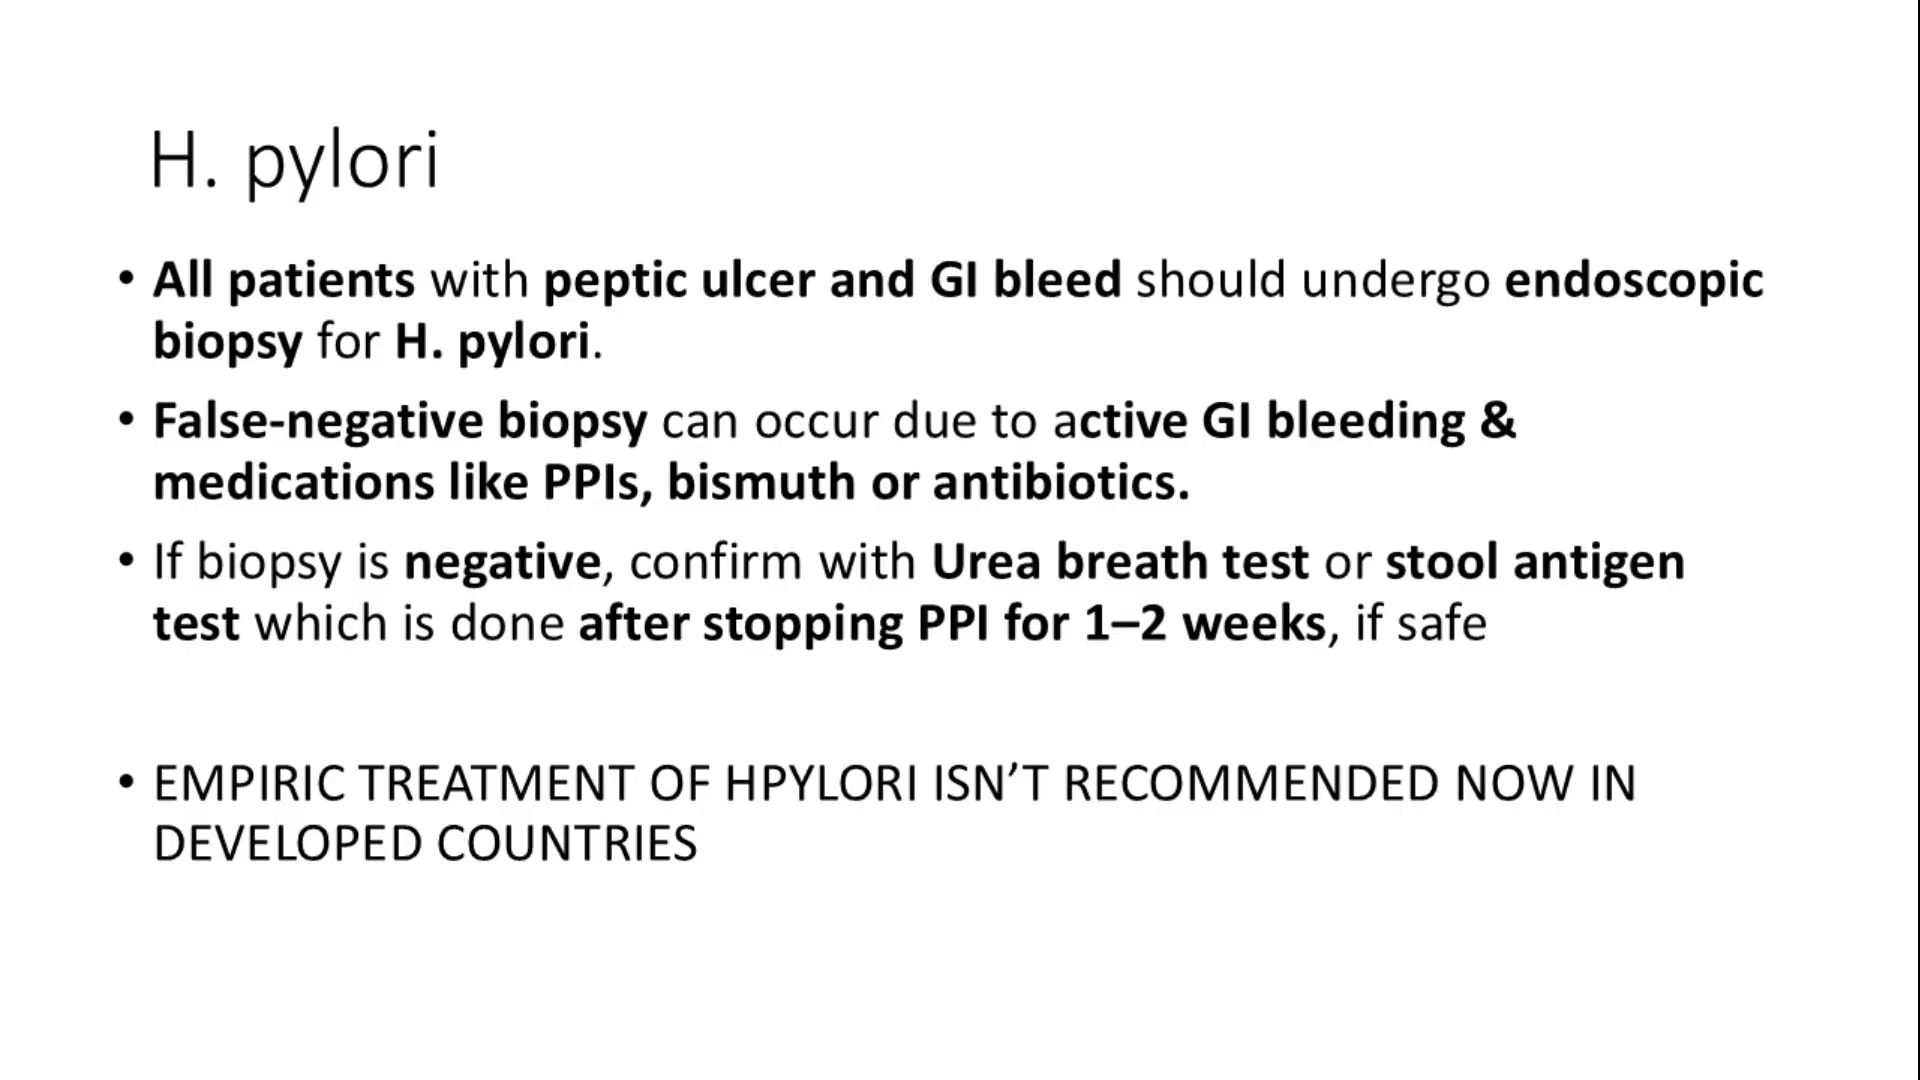 H. pylori
• All patients with peptic ulcer and GI bleed should undergo endoscopic
biopsy for H. pylori.
• False-negative biopsy can occur due to active GI bleeding &
medications like PPIs, bismuth or antibiotics.
• If biopsy is negative, confirm with Urea breath test or stool antigen
test which is done after stopping PPI for 1–2 weeks, if safe
• EMPIRIC TREATMENT OF HPYLORI ISN’T RECOMMENDED NOW IN
DEVELOPED COUNTRIES